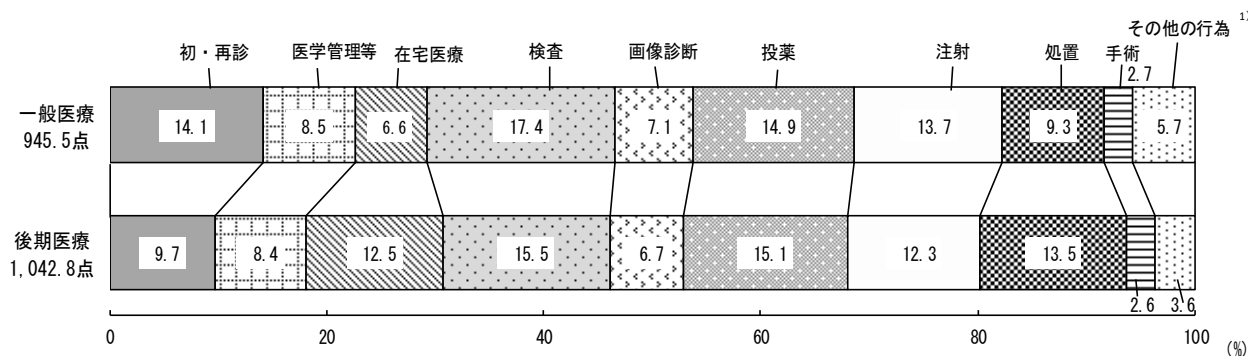 初・再診 医学管理等 在宅医療 検査 画像診断 投薬 注射 処置 手術 その他の行為 1)
一般医療
945.5点
14.1 8.5 6.6 17.4 7.1 14.9 13.7 9.3 2.7 5.7
後期医療
1,042.8点
9.7 8.4 12.5 15.5 6.7 15.1 12.3 13.5 2.6 3.6
0 20 40 60 80 100
(%)